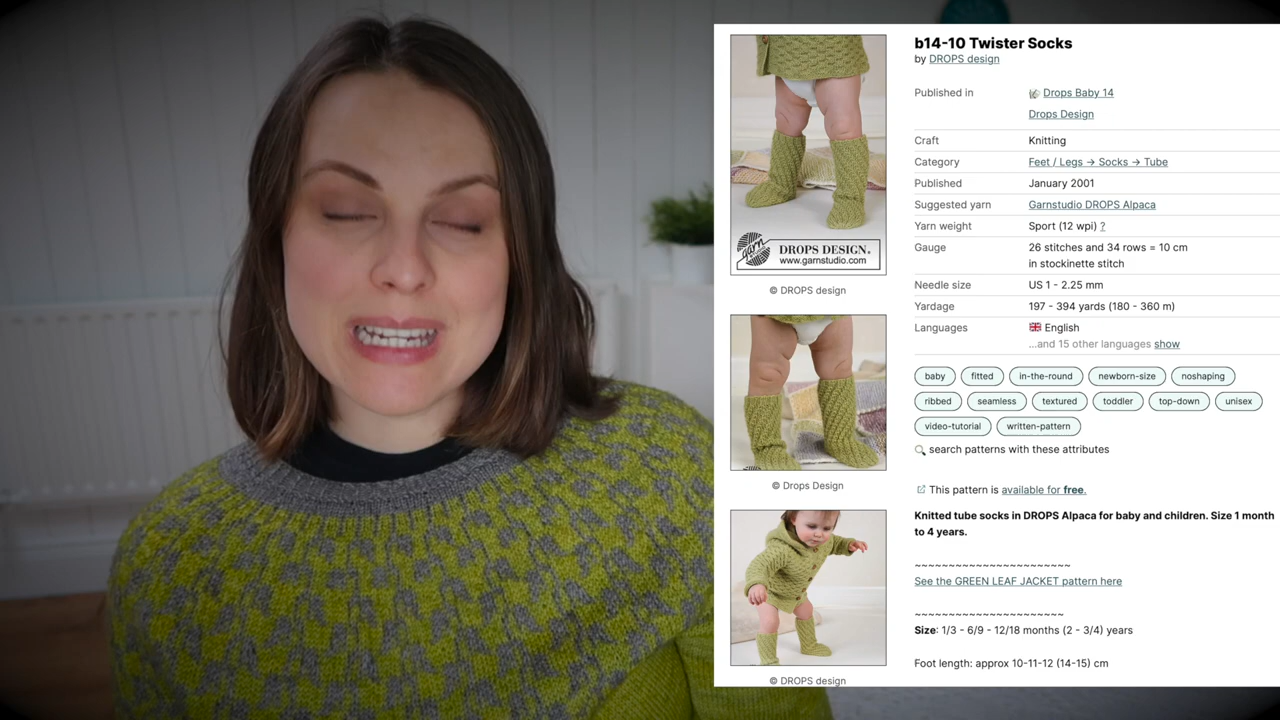 b14-10 Twister Socks
by DROPS design
Published in Drops Baby 14
Drops Design
Craft Knitting
Category Feet / Legs → Socks → Tube
Published January 2001
Suggested yarn Garnstudio DROPS Alpaca
Yarn weight Sport (12 wpi) ?
Gauge 26 stitches and 34 rows = 10 cm
in stockinette stitch
Needle size US 1 - 2.25 mm
Yardage 197 - 394 yards (180 - 360 m)
Languages English
...and 15 other languages show
baby fitted in-the-round newborn-size noshaping
ribbed seamless textured toddler top-down unisex
video-tutorial written-pattern
search patterns with these attributes
This pattern is available for free.
Knitted tube socks in DROPS Alpaca for baby and children. Size 1 month
to 4 years.
~~~~~~~~~~~~~~~~~~~~~~~
See the GREEN LEAF JACKET pattern here
~~~~~~~~~~~~~~~~~~~~~~
Size: 1/3 - 6/9 - 12/18 months (2 - 3/4) years
Foot length: approx 10-11-12 (14-15) cm
garn
DROPS DESIGN®
www.garnstudio.com
© DROPS design
© Drops Design
© DROPS design